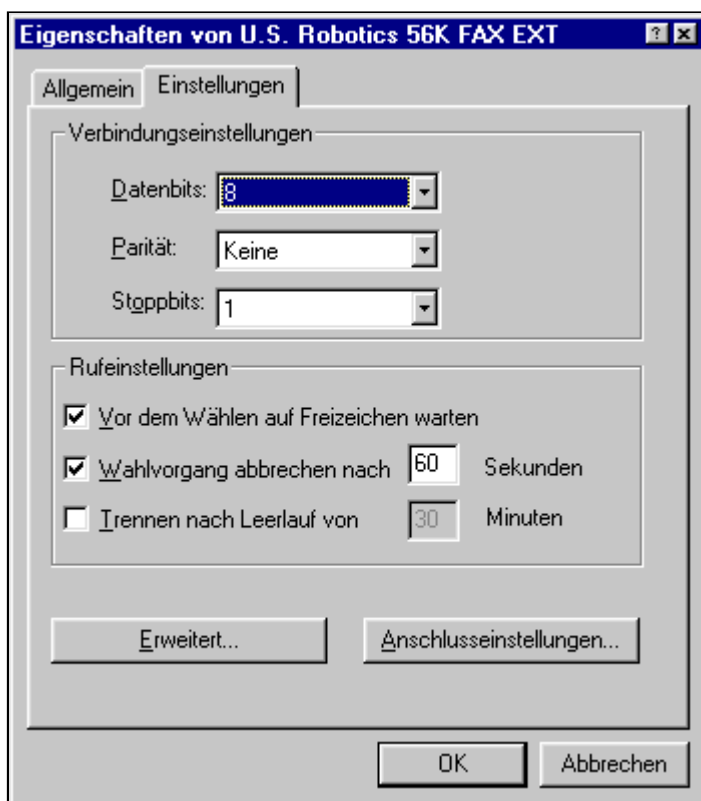 Eigenschaften von U.S. Robotics 56K FAX EXT
Allgemein Einstellungen
Verbindungseinstellungen
Datenbits: 8
Parität: Keine
Stoppbits: 1
Rufeinstellungen
Vor dem Wählen auf Freizeichen warten
Wahlvorgang abbrechen nach 60 Sekunden
Trennen nach Leerlauf von 30 Minuten
Erweitert... Anschlusseinstellungen...
OK Abbrechen